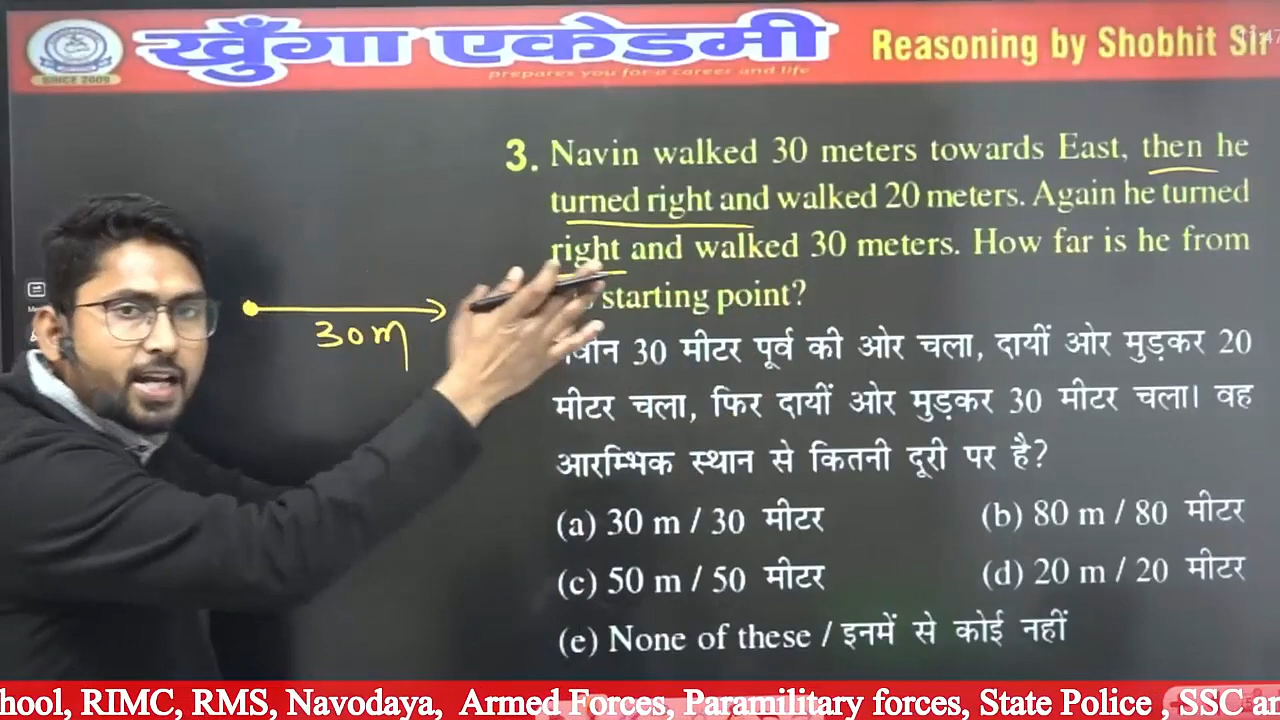 खुँगा एकेडमी
prepares you for a career and life
SINCE 2009
Reasoning by Shobhit Sir
3. Navin walked 30 meters towards East, then he
turned right and walked 20 meters. Again he turned
right and walked 30 meters. How far is he from
starting point?
30 मीटर पूर्व की ओर चला, दायीं ओर मुड़कर 20
मीटर चला, फिर दायीं ओर मुड़कर 30 मीटर चला। वह
आरम्भिक स्थान से कितनी दूरी पर है?
(a) 30 m / 30 मीटर
(b) 80 m / 80 मीटर
(c) 50 m / 50 मीटर
(d) 20 m / 20 मीटर
(e) None of these / इनमें से कोई नहीं
30m
RIMC, RMS, Navodaya, Armed Forces, Paramilitary forces, State Police , SSC